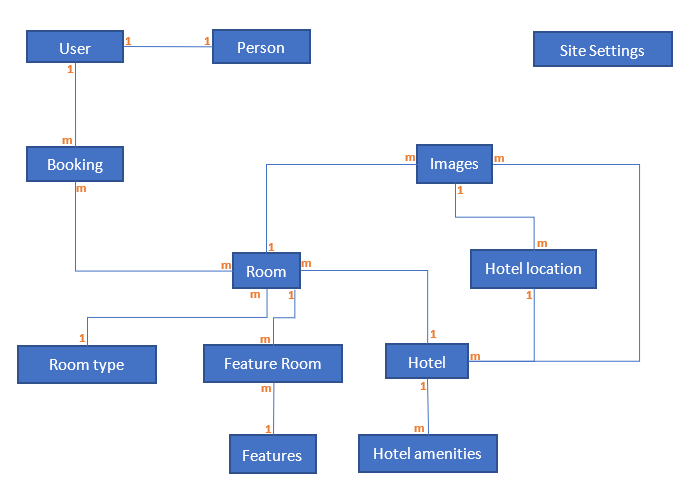 User
1
1
Person
Site Settings
1
m
Booking
m
m
Images
m
1
1
m
m
Room
m
Hotel location
m
1
1
1
1
m
Room type
Feature Room
Hotel
m
m
1
1
m
Features
Hotel amenities